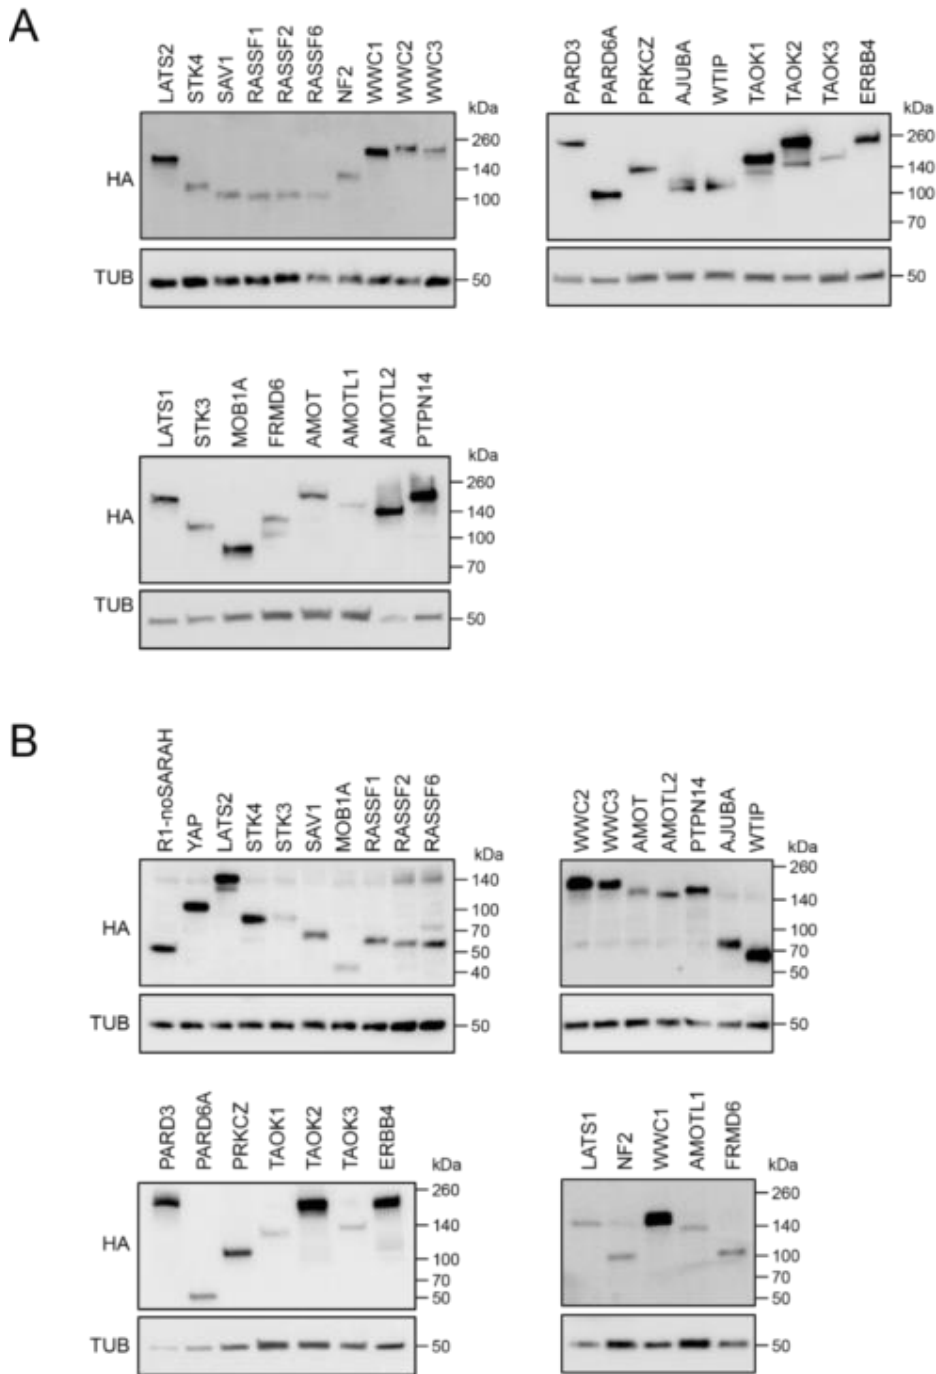 A
LATS2 STK4 SAV1 RASSF1 RASSF2 RASSF6 NF2 WWC1 WWC2 WWC3
kDa
HA
260
140
100
TUB
50
PARD3 PARD6A PRKCZ AJUBA WTIP TAOK1 TAOK2 TAOK3 ERBB4
kDa
260
140
100
70
50
LATS1 STK3 MOB1A FRMD6 AMOT AMOTL1 AMOTL2 PTPN14
kDa
HA
260
140
100
70
TUB
50
B
R1-noSARAH YAP LATS2 STK4 STK3 SAV1 MOB1A RASSF1 RASSF2 RASSF6
kDa
HA
140
100
70
50
40
TUB
50
WWC2 WWC3 AMOT AMOTL2 PTPN14 AJUBA WTIP
kDa
260
140
100
70
50
50
PARD3 PARD6A PRKCZ TAOK1 TAOK2 TAOK3 ERBB4
kDa
HA
260
140
100
70
50
TUB
50
LATS1 NF2 WWC1 AMOTL1 FRMD6
kDa
260
140
100
70
50
50